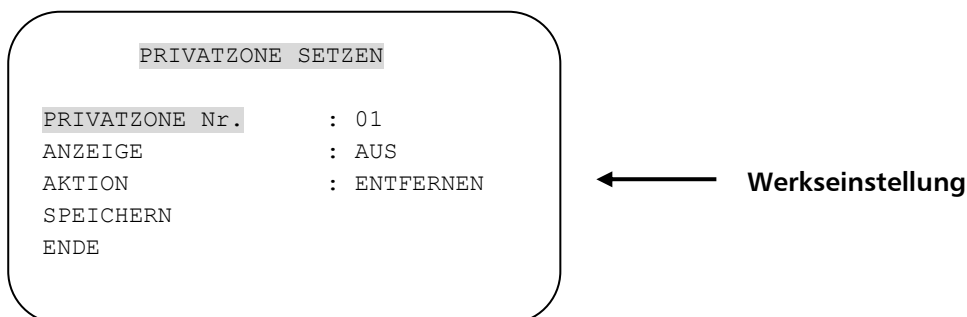 PRIVATZONE SETZEN
PRIVATZONE Nr. : 01
ANZEIGE : AUS
AKTION : ENTFERNEN
Werkseinstellung
SPEICHERN
ENDE